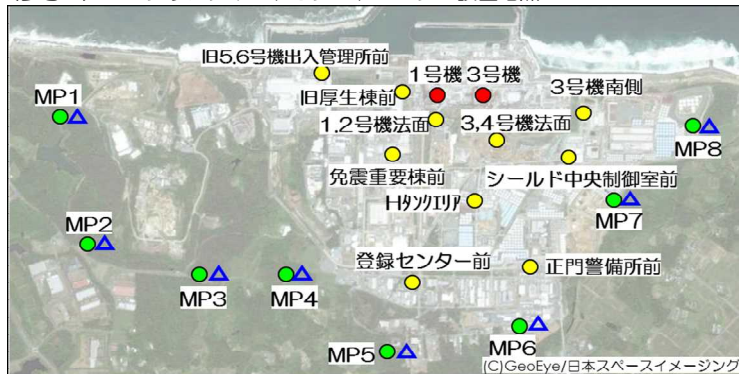 旧5.6号機出入管理所前
1号機 3号機
MP1
旧厚生棟前
3号機南側
1.2号機法面
3,4号機法面
MP8
免震重要棟前
シールド中央制御室前
Hﾀﾝｸｴﾘｱ
MP7
MP2
登録センター前
正門警備所前
MP3
MP4
MP5
MP6
(C)GeoEye/日本スペースイメージング